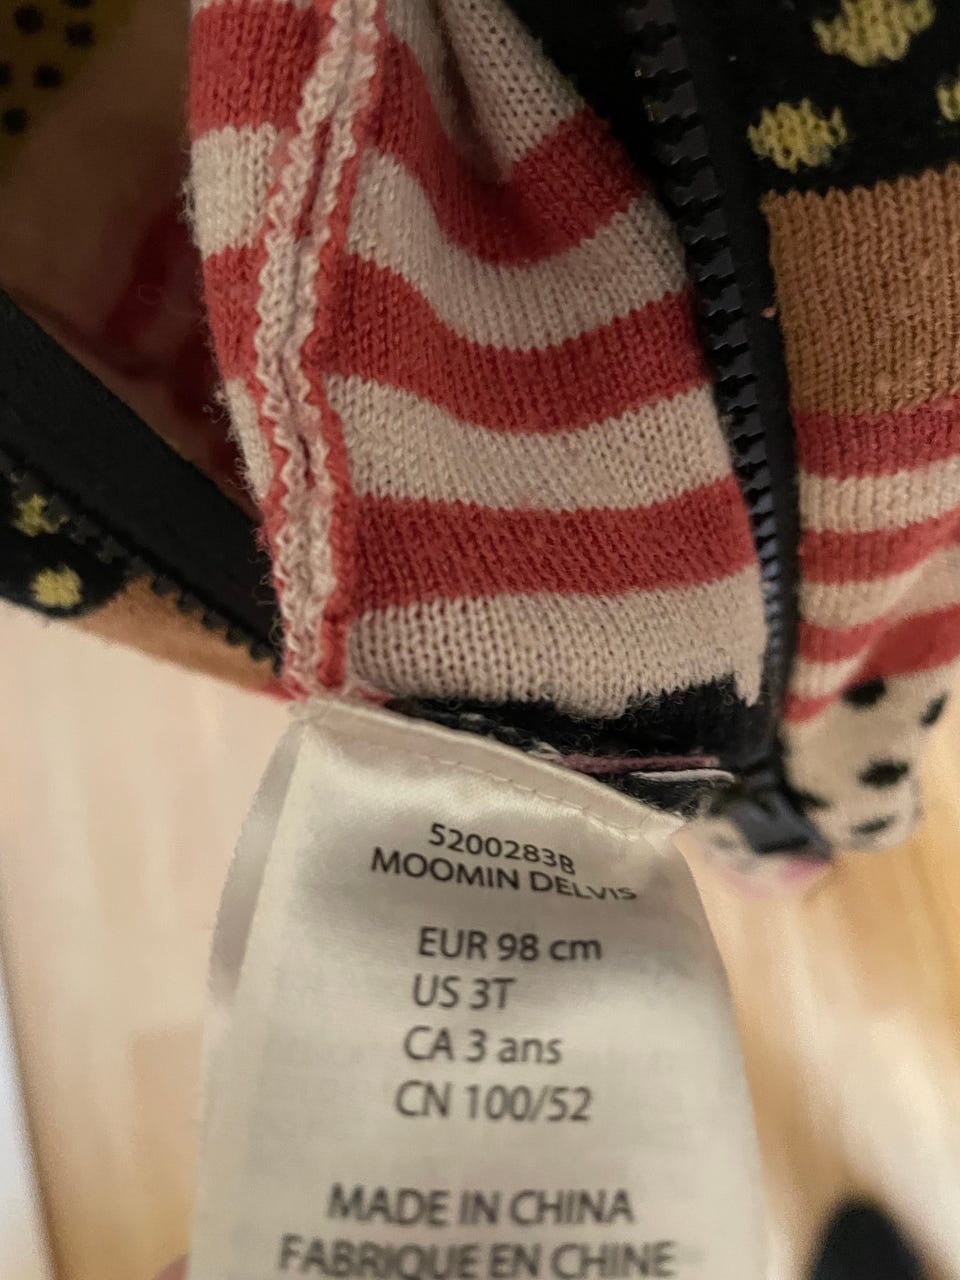 5200283B
MOOMIN DELVIS
EUR 98 cm
US 3T
CA 3 ans
CN 100/52
MADE IN CHINA
FABRIQUE EN CHINE